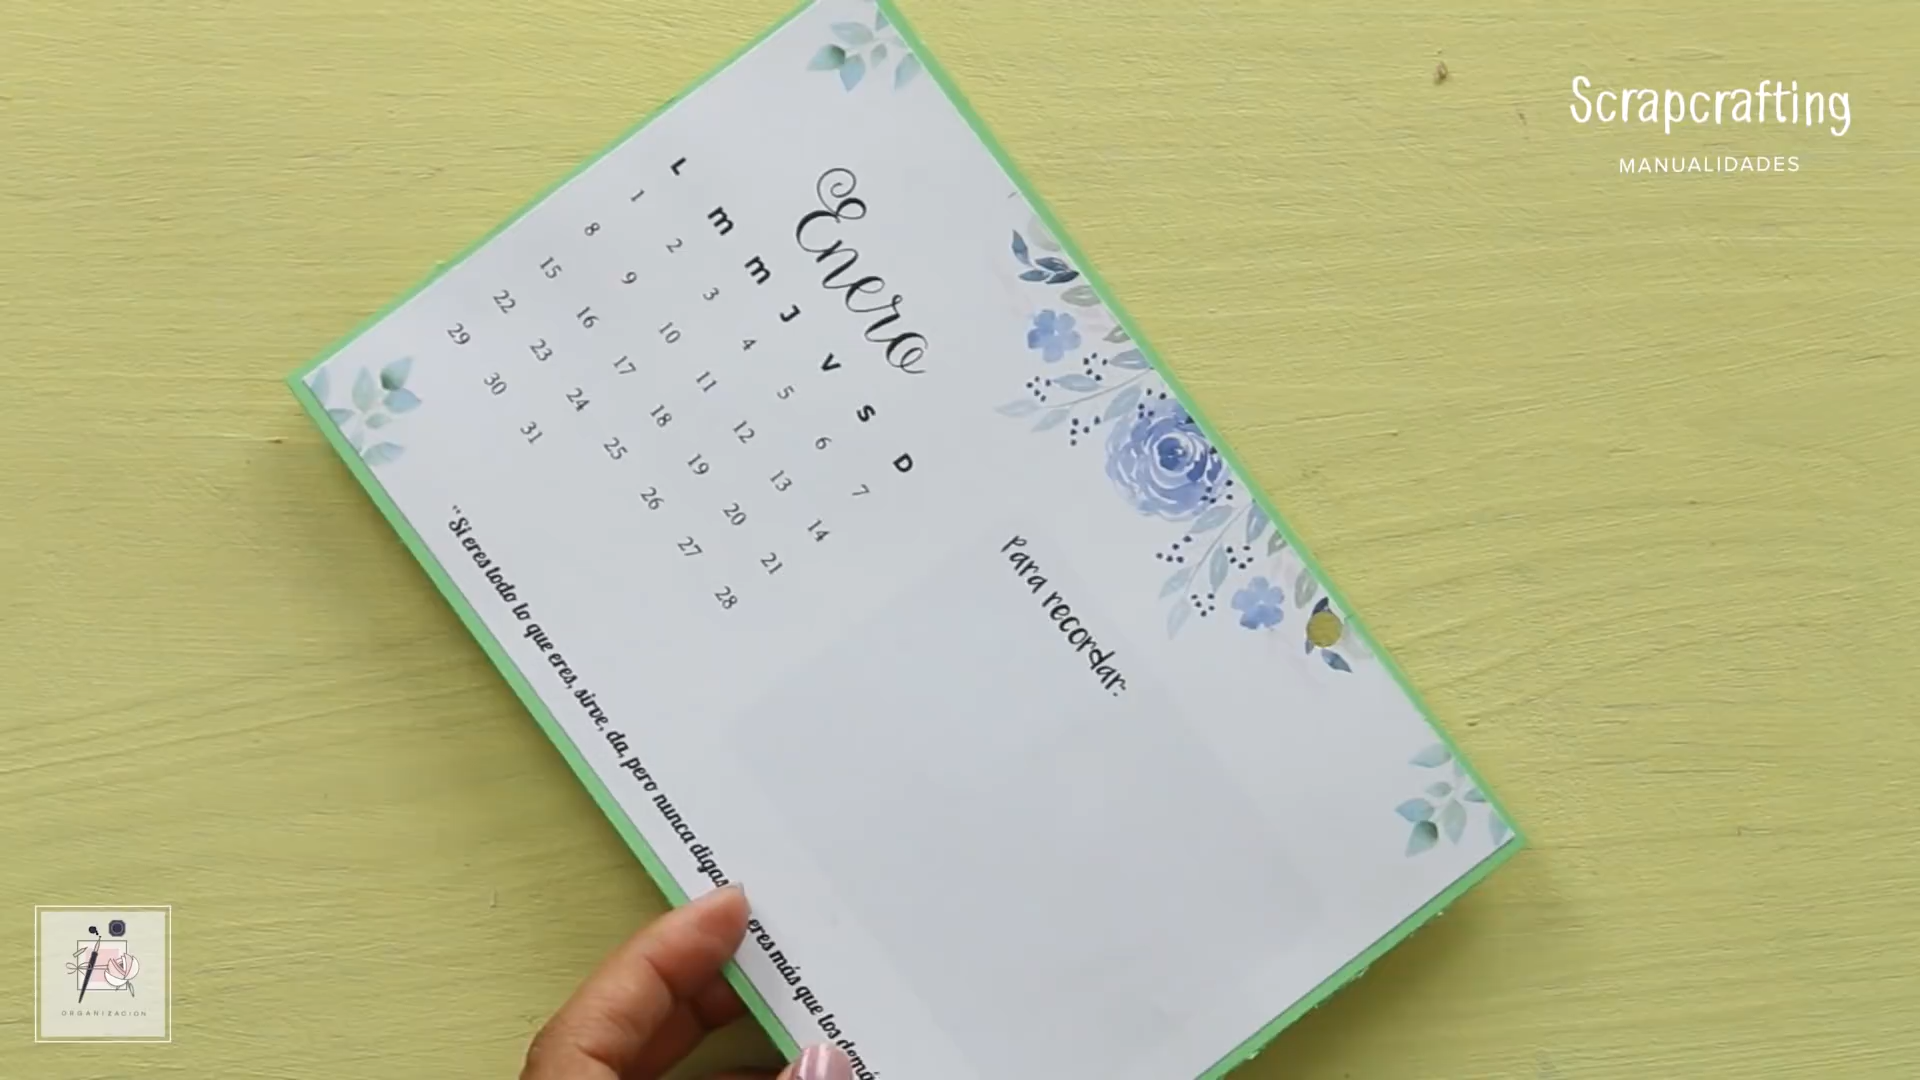 Scrapcrafting
MANUALIDADES
Enero
L m m J V S D
1 2 3 4 5 6 7
8 9 10 11 12 13 14
15 16 17 18 19 20 21
22 23 24 25 26 27 28
29 30 31
Para recordar:
"Si eres todo lo que eres, sirve, da, pero nunca digas eres más que los
ORGANIZACION